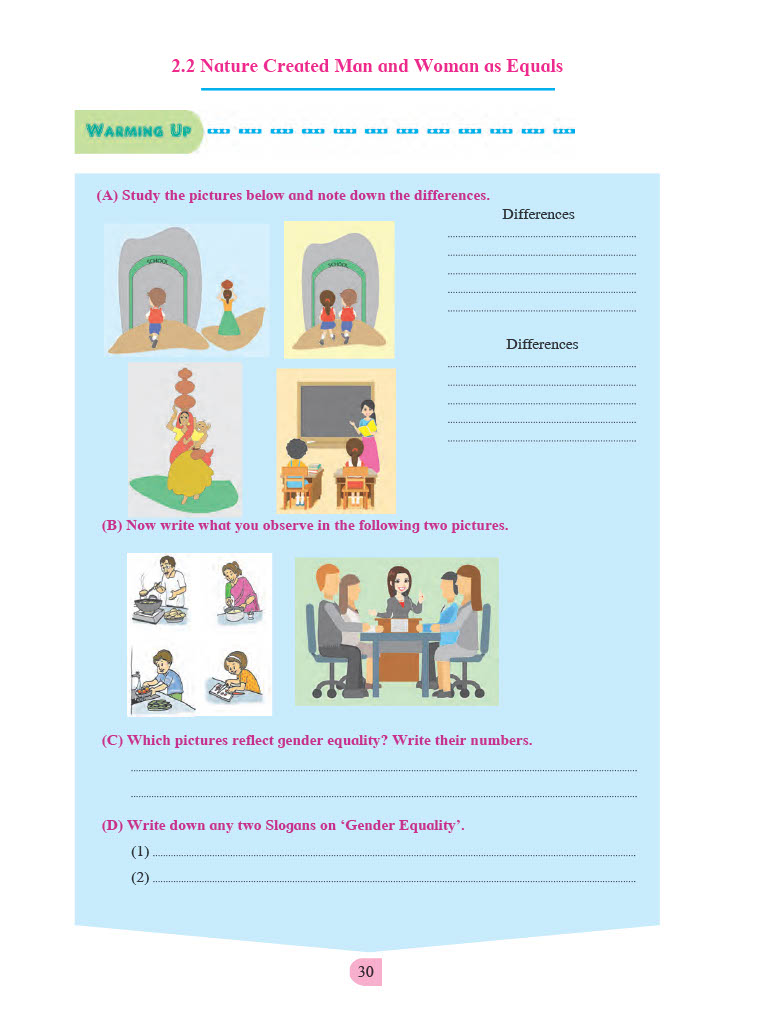 2.2 Nature Created Man and Woman as Equals
WARMING UP
(A) Study the pictures below and note down the differences.
Differences
SCHOOL
SCHOOL
Differences
(B) Now write what you observe in the following two pictures.
(C) Which pictures reflect gender equality? Write their numbers.
(D) Write down any two Slogans on ‘Gender Equality’.
(1)
(2)
30